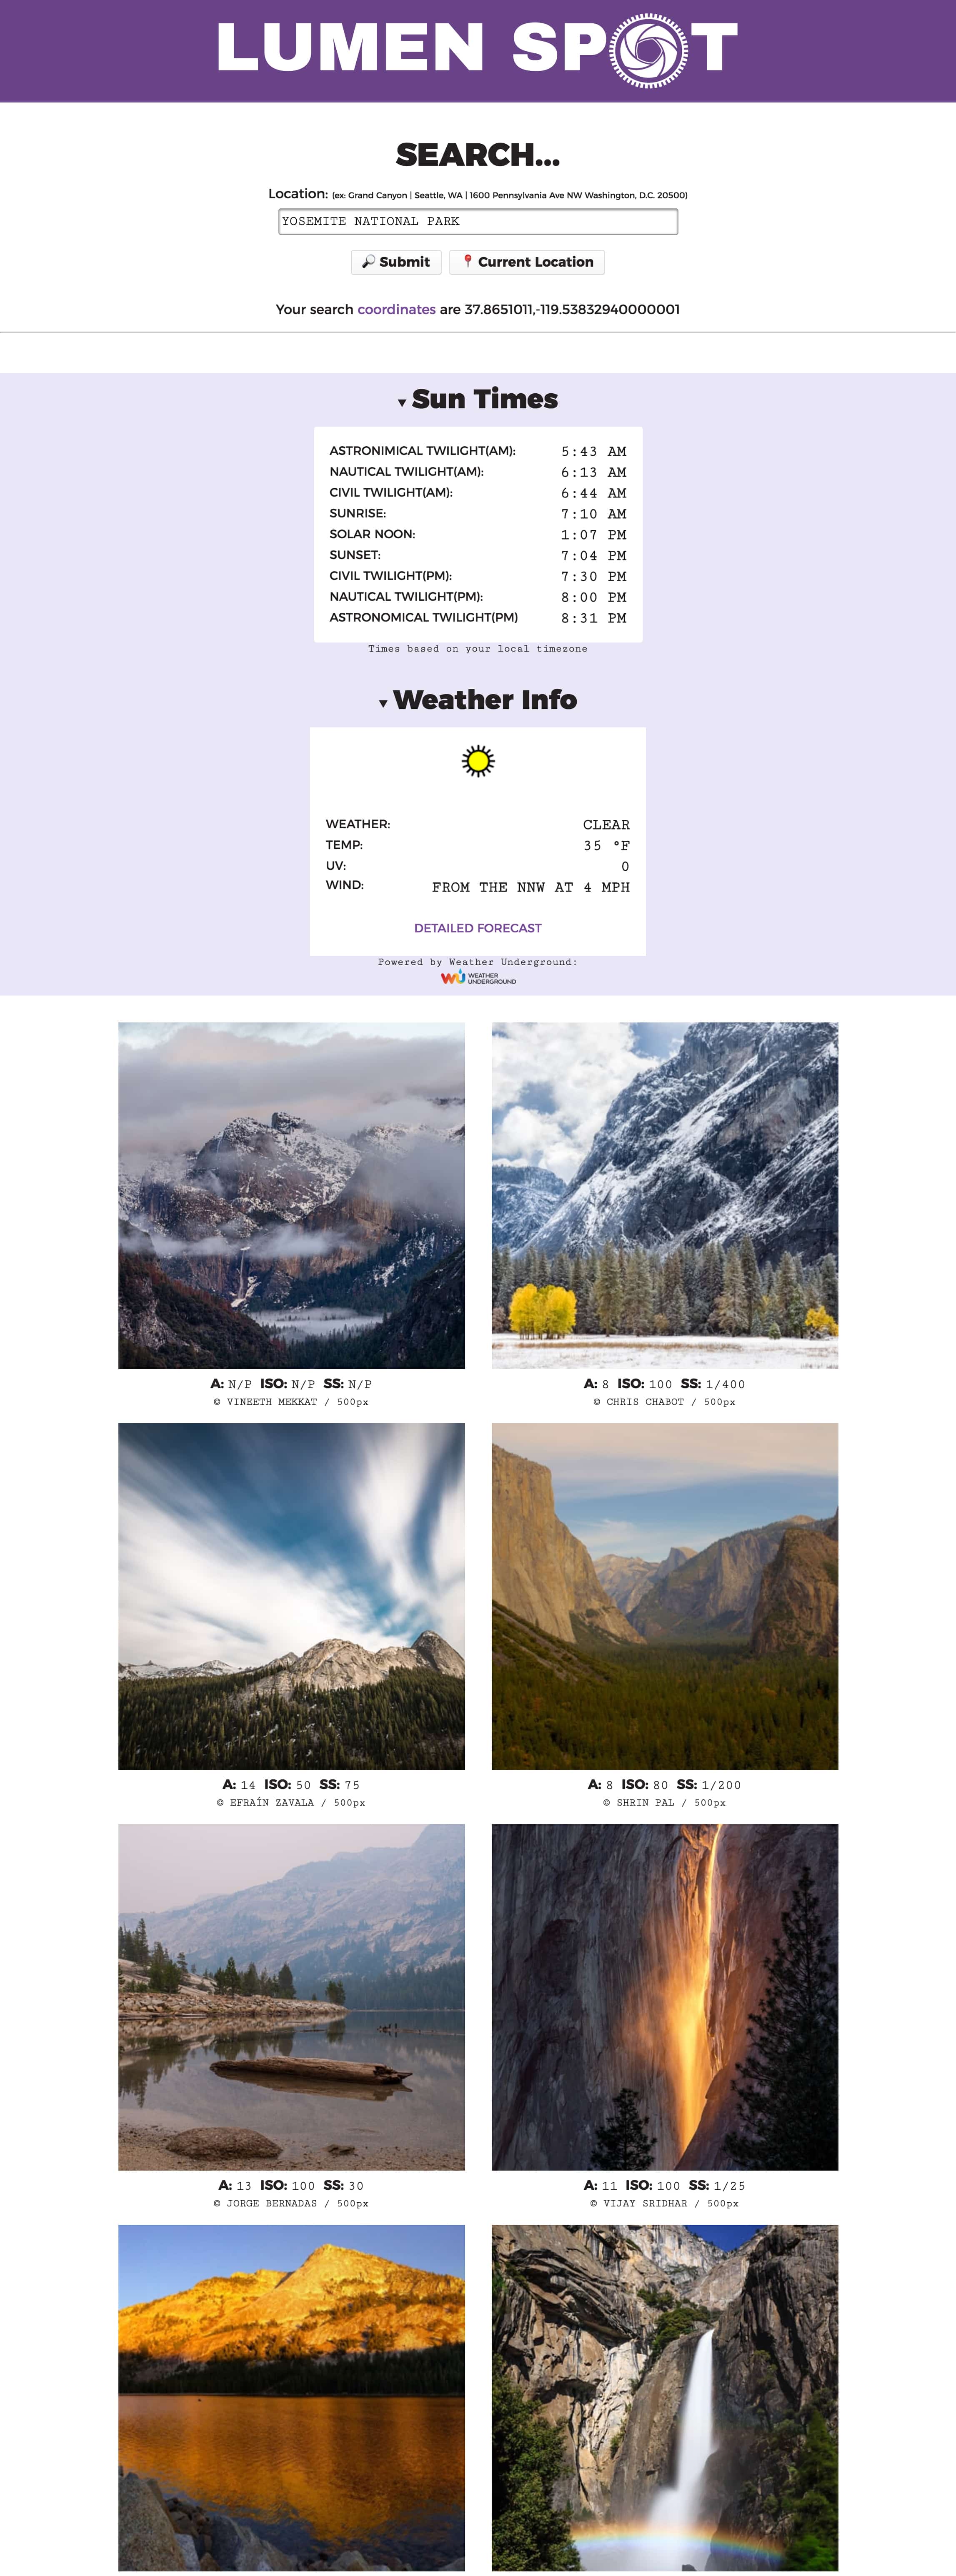 LUMEN SPOT
SEARCH...
Location: (ex: Grand Canyon | Seattle, WA | 1600 Pennsylvania Ave NW Washington, D.C. 20500)
YOSEMITE NATIONAL PARK
Submit
Current Location
Your search coordinates are 37.8651011,-119.53832940000001
Sun Times
ASTRONIMICAL TWILIGHT(AM): 5:43 AM
NAUTICAL TWILIGHT(AM): 6:13 AM
CIVIL TWILIGHT(AM): 6:44 AM
SUNRISE: 7:10 AM
SOLAR NOON: 1:07 PM
SUNSET: 7:04 PM
CIVIL TWILIGHT(PM): 7:30 PM
NAUTICAL TWILIGHT(PM): 8:00 PM
ASTRONOMICAL TWILIGHT(PM) 8:31 PM
Times based on your local timezone
Weather Info
WEATHER: CLEAR
TEMP: 35 °F
UV: 0
WIND: FROM THE NNW AT 4 MPH
DETAILED FORECAST
Powered by Weather Underground:
WEATHER
UNDERGROUND
A: N/P ISO: N/P SS: N/P
© VINEETH MEKKAT / 500px
A: 8 ISO: 100 SS: 1/400
© CHRIS CHABOT / 500px
A: 14 ISO: 50 SS: 75
© EFRAÍN ZAVALA / 500px
A: 8 ISO: 80 SS: 1/200
© SHRIN PAL / 500px
A: 13 ISO: 100 SS: 30
© JORGE BERNADAS / 500px
A: 11 ISO: 100 SS: 1/25
© VIJAY SRIDHAR / 500px